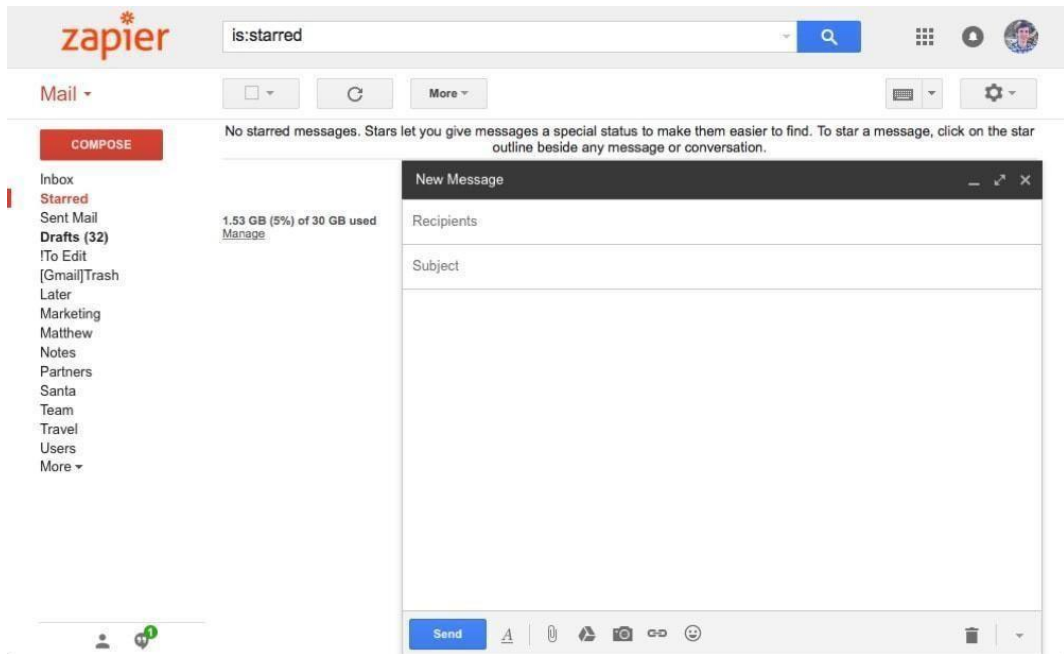 zapier
is:starred
Mail
More
COMPOSE
No starred messages. Stars let you give messages a special status to make them easier to find. To star a message, click on the star
outline beside any message or conversation.
Inbox
Starred
Sent Mail
Drafts (32)
!To Edit
[Gmail]Trash
Later
Marketing
Matthew
Notes
Partners
Santa
Team
Travel
Users
More
1.53 GB (5%) of 30 GB used
Manage
New Message
Recipients
Subject
Send
A
1